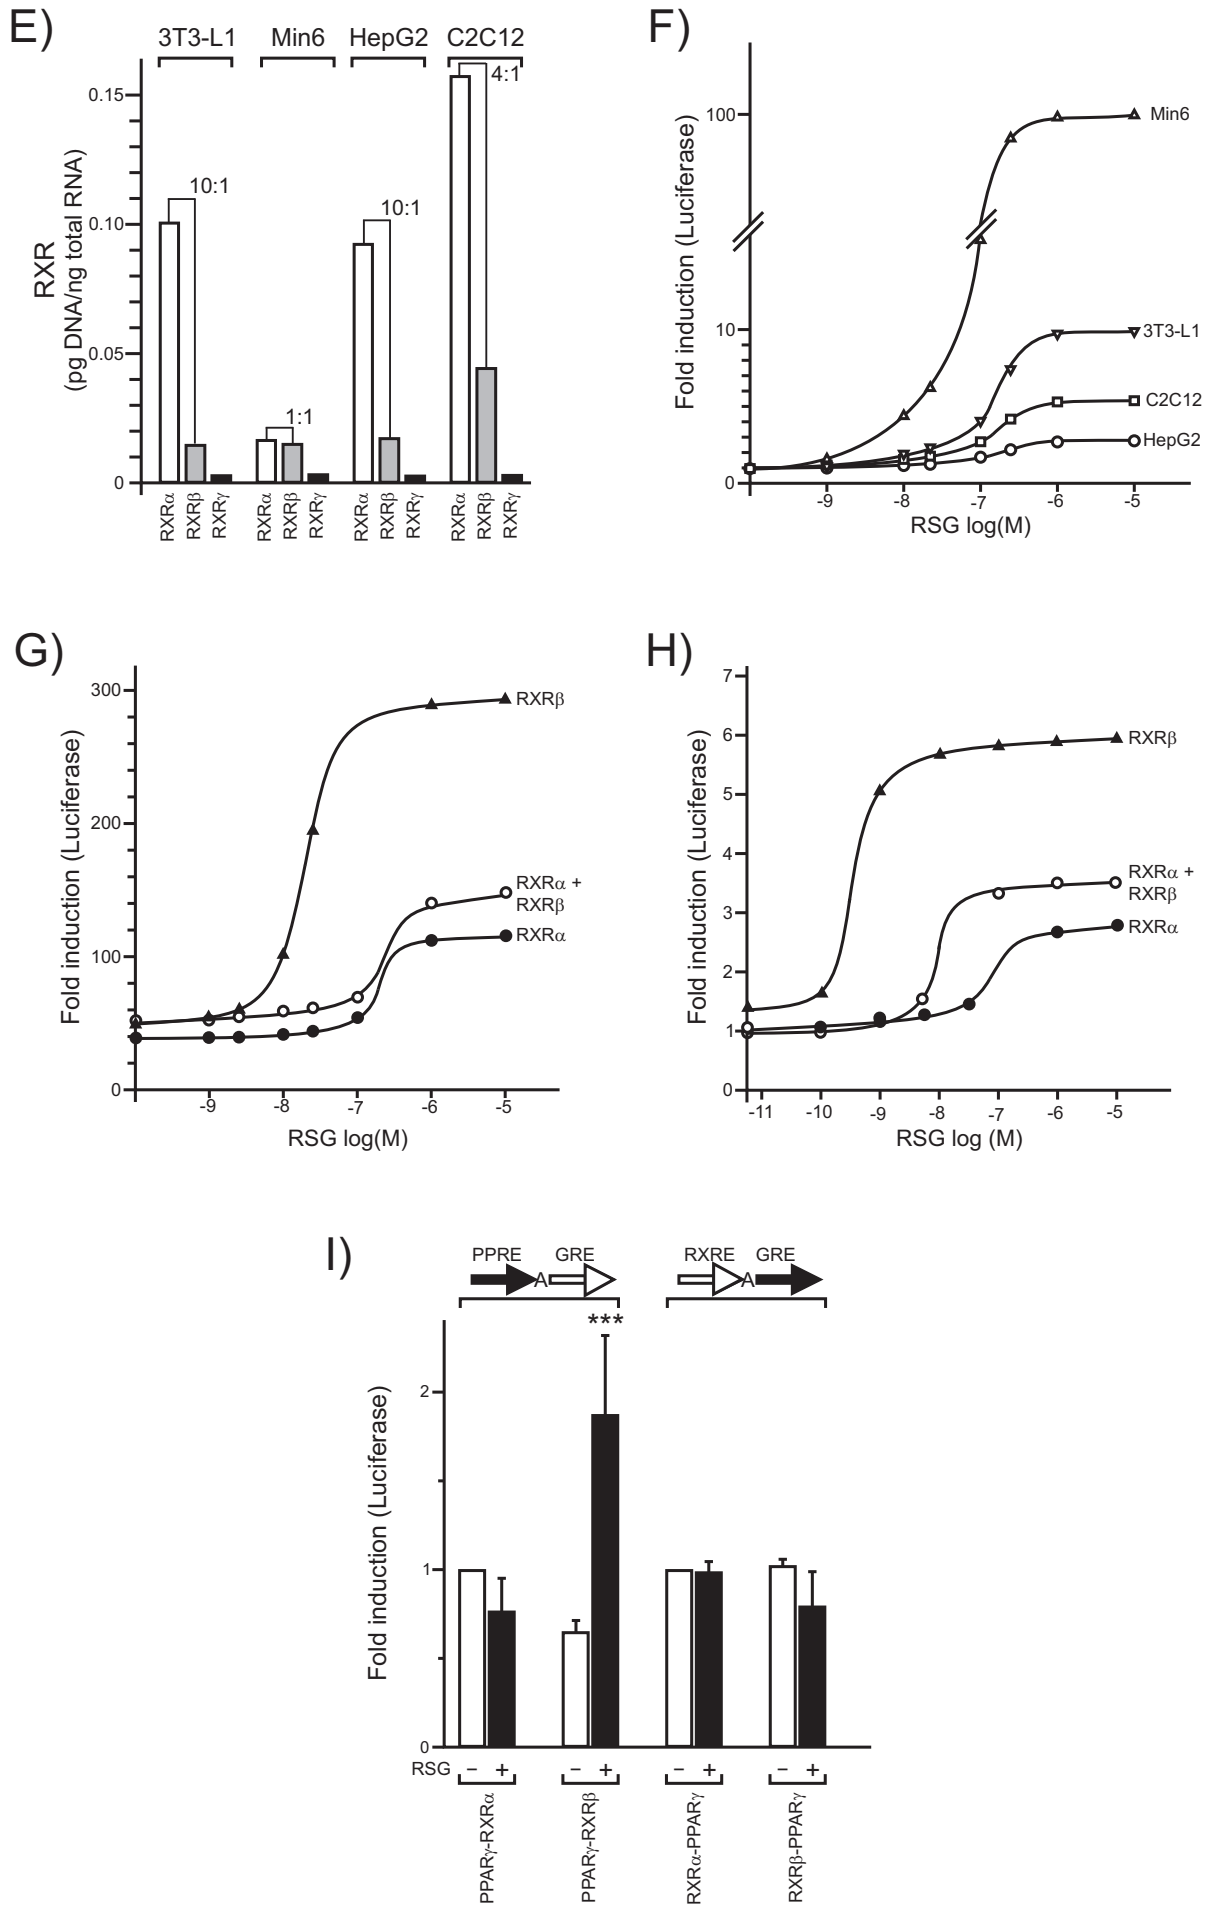 E)
3T3-L1 Min6 HepG2 C2C12
RXR
(pg DNA/ng total RNA)
0.15
0.10
0.05
0
10:1
1:1
10:1
4:1
RXRα RXRβ RXRγ RXRα RXRβ RXRγ RXRα RXRβ RXRγ RXRα RXRβ RXRγ
F)
Fold induction (Luciferase)
100
10
0
Min6
3T3-L1
C2C12
HepG2
-9 -8 -7 -6 -5
RSG log(M)
G)
Fold induction (Luciferase)
300
200
100
0
RXRβ
RXRα +
RXRβ
RXRα
-9 -8 -7 -6 -5
RSG log(M)
H)
Fold induction (Luciferase)
7
6
5
4
3
2
1
0
RXRβ
RXRα +
RXRβ
RXRα
-11 -10 -9 -8 -7 -6 -5
RSG log (M)
I)
PPRE GRE RXRE GRE
A A
***
Fold induction (Luciferase)
2
1
0
RSG − + − + − + − +
PPARγ-RXRα PPARγ-RXRβ RXRα-PPARγ RXRβ-PPARγ